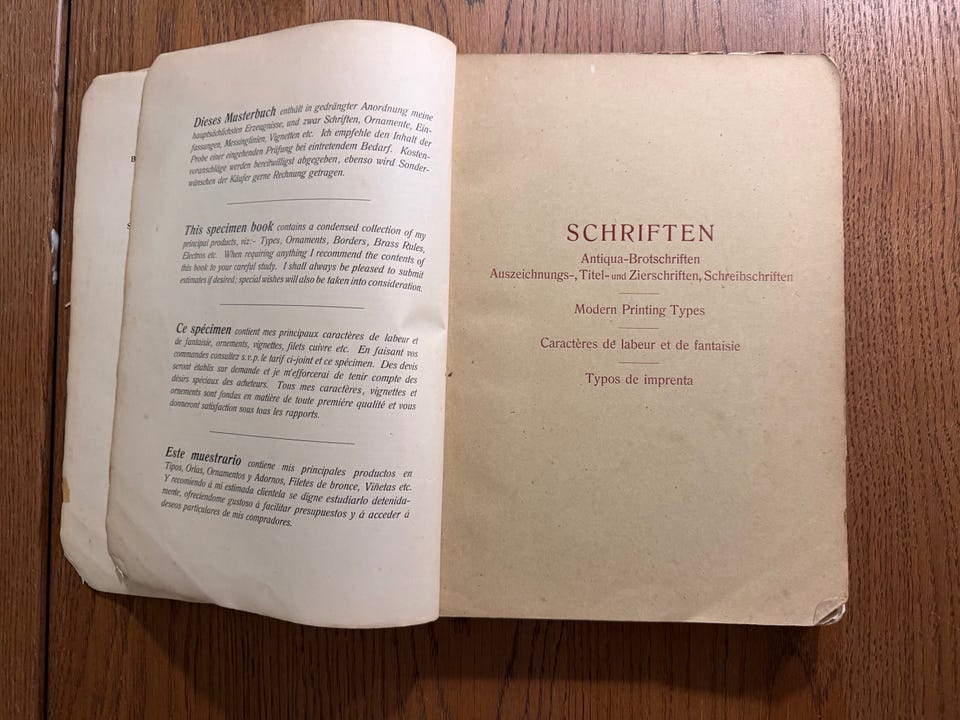 B
S
Dieses Musterbuch enthält in gedrängter Anordnung meine
hauptsächlichsten Erzeugnisse, und zwar Schriften, Ornamente, Ein-
fassungen, Messinglinien, Vignetten etc. Ich empfehle den Inhalt der
Probe einer eingehenden Prüfung bei eintretendem Bedarf. Kosten-
voranschläge werden bereitwilligst abgegeben, ebenso wird Sonder-
wünschen der Käufer gerne Rechnung getragen.
This specimen book contains a condensed collection of my
principal products, viz:- Types, Ornaments, Borders, Brass Rules,
Electros etc. When requiring anything I recommend the contents of
this book to your careful study. I shall always be pleased to submit
estimates if desired; special wishes will also be taken into consideration.
Ce spécimen contient mes principaux caractères de labeur et
de fantaisie, ornements, vignettes, filets cuivre etc. En faisant vos
commandes consultez s.v.p. le tarif ci-joint et ce spécimen. Des devis
seront établis sur demande et je m'efforcerai de tenir compte des
désirs spéciaux des acheteurs. Tous mes caractères, vignettes et
ornements sont fondus en matière de toute première qualité et vous
donneront satisfaction sous tous les rapports.
Este muestrario contiene mis principales productos en
Tipos, Orlas, Ornamentos y Adornos, Filetes de bronce, Viñetas etc.
Y recomiendo à mi estimada clientela se digne estudiarlo detenida-
mente, ofreciendome gustoso á facilitar presupuestos y á acceder á
deseos particulares de mis compradores.
SCHRIFTEN
Antiqua-Brotschriften
Auszeichnungs-, Titel- und Zierschriften, Schreibschriften
Modern Printing Types
Caractères de labeur et de fantaisie
Typos de imprenta